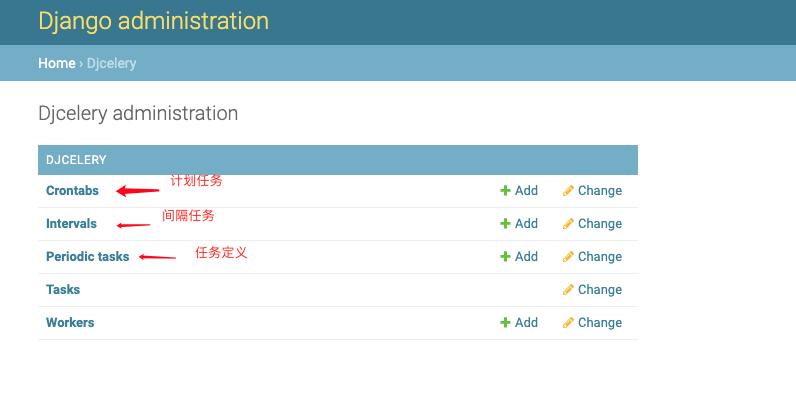 Django administration
Home › Djcelery
Djcelery administration
DJCELERY
Crontabs 计划任务 Add Change
Intervals 间隔任务 Add Change
Periodic tasks 任务定义 Add Change
Tasks Change
Workers Add Change